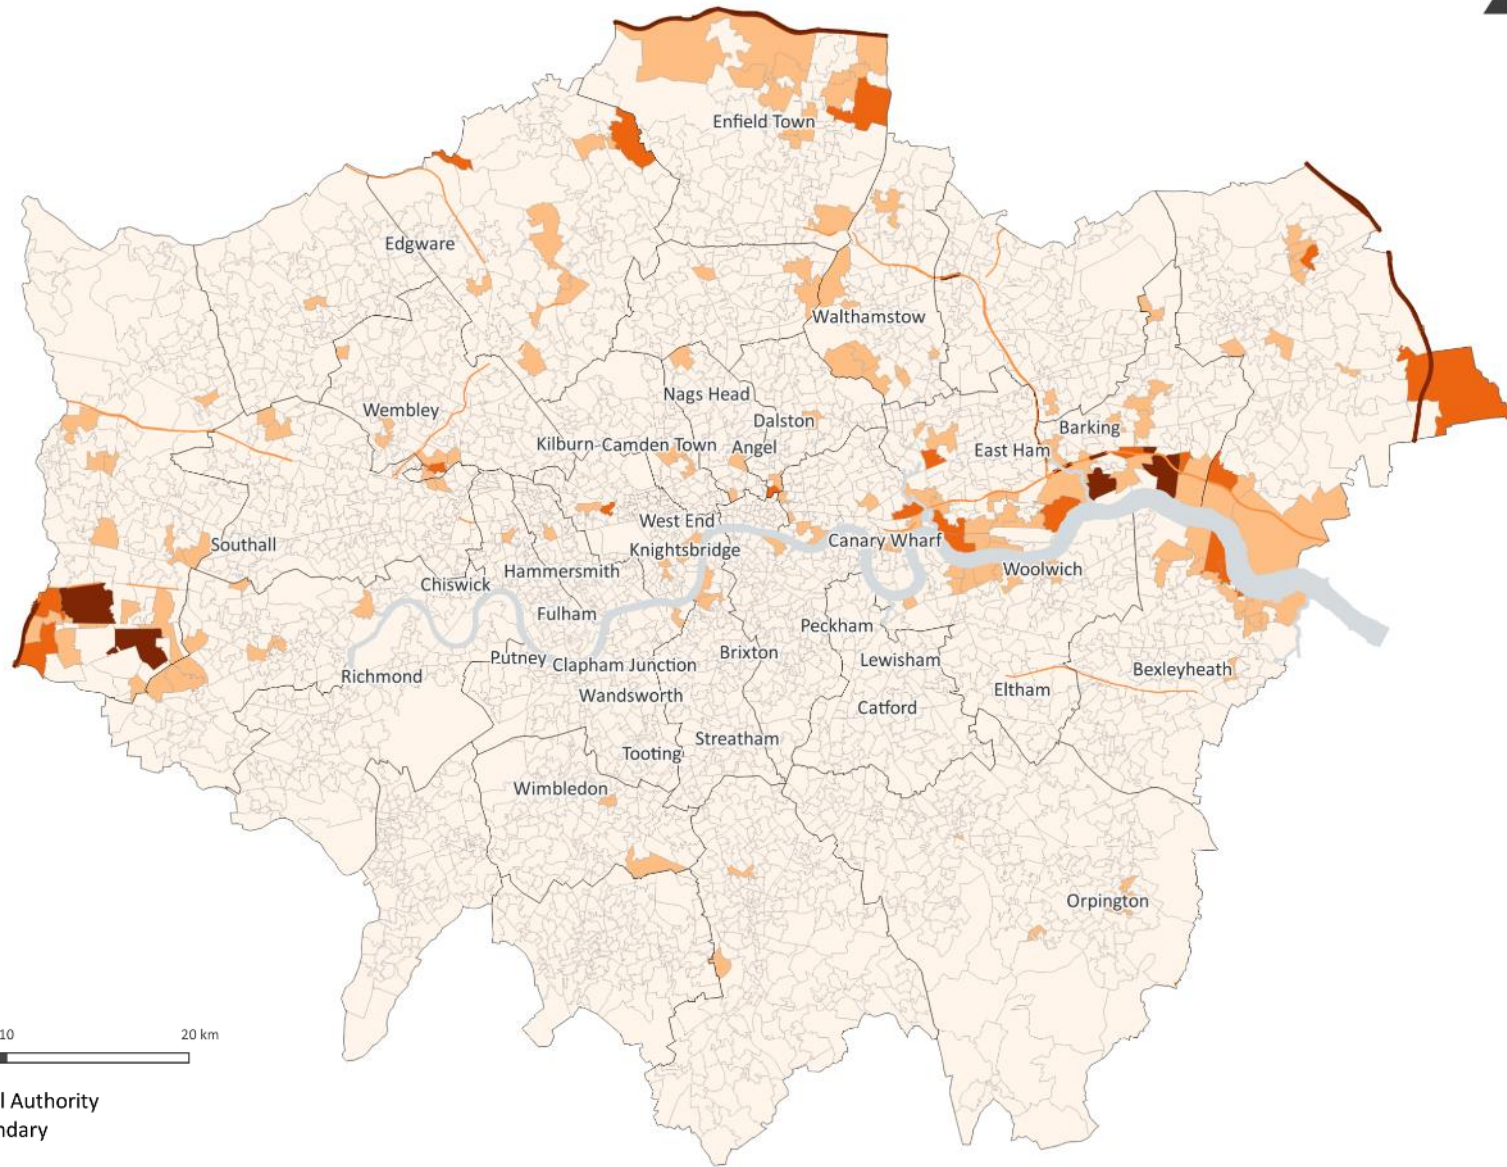 Enfield Town
Edgware
Walthamstow
Nags Head
Wembley
Dalston
Barking
Kilburn
Camden Town
Angel
East Ham
West End
Southall
Canary Wharf
Knightsbridge
Hammersmith
Woolwich
Chiswick
Fulham
Peckham
Brixton
Putney
Clapham Junction
Lewisham
Bexleyheath
Richmond
Wandsworth
Eltham
Catford
Streatham
Tooting
Wimbledon
Orpington
10
20 km
l Authority
ndary